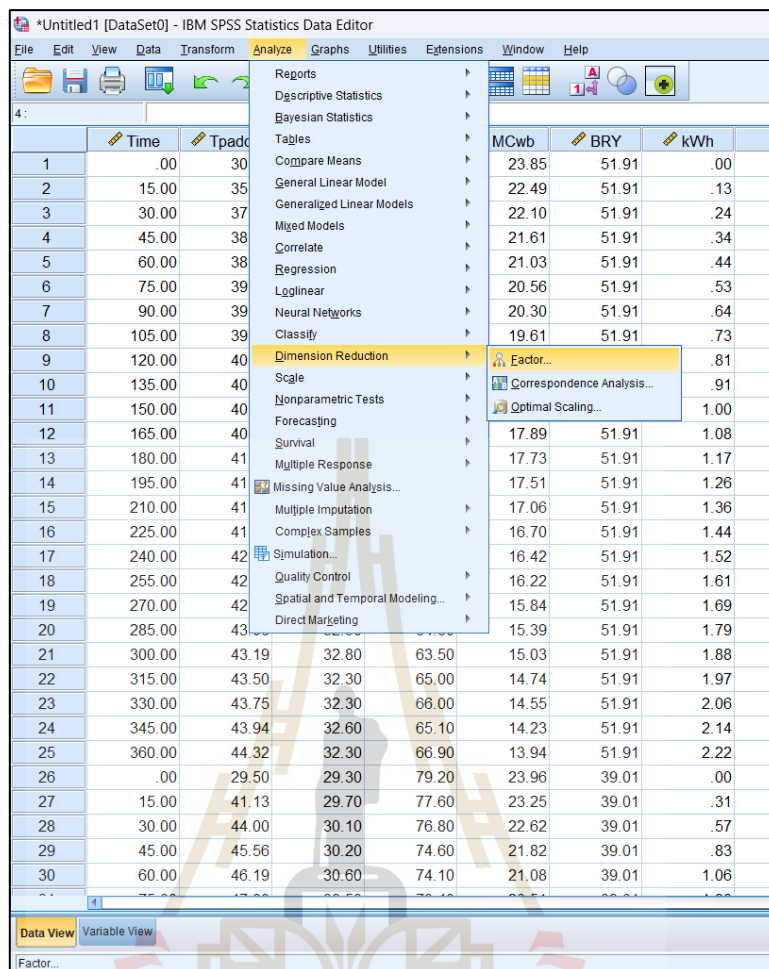 *Untitled1 [DataSet0] - IBM SPSS Statistics Data Editor
File Edit View Data Transform Analyze Graphs Utilities Extensions Window Help
4 :
Reports
Descriptive Statistics
Bayesian Statistics
Tables
Compare Means
General Linear Model
Generalized Linear Models
Mixed Models
Correlate
Regression
Loglinear
Neural Networks
Classify
Dimension Reduction
Scale
Nonparametric Tests
Forecasting
Survival
Multiple Response
Missing Value Analysis...
Multiple Imputation
Complex Samples
Simulation...
Quality Control
Spatial and Temporal Modeling...
Direct Marketing
Factor...
Correspondence Analysis...
Optimal Scaling...
Time MCwb BRY kWh
1 .00 30 23.85 51.91 .00
2 15.00 35 22.49 51.91 .13
3 30.00 37 22.10 51.91 .24
4 45.00 38 21.61 51.91 .34
5 60.00 38 21.03 51.91 .44
6 75.00 39 20.56 51.91 .53
7 90.00 39 20.30 51.91 .64
8 105.00 39 19.61 51.91 .73
9 120.00 40 .81
10 135.00 40 .91
11 150.00 40 1.00
12 165.00 40 17.89 51.91 1.08
13 180.00 41 17.73 51.91 1.17
14 195.00 41 17.51 51.91 1.26
15 210.00 41 17.06 51.91 1.36
16 225.00 41 16.70 51.91 1.44
17 240.00 42 16.42 51.91 1.52
18 255.00 42 16.22 51.91 1.61
19 270.00 42 15.84 51.91 1.69
20 285.00 43 15.39 51.91 1.79
21 300.00 43.19 32.80 63.50 15.03 51.91 1.88
22 315.00 43.50 32.30 65.00 14.74 51.91 1.97
23 330.00 43.75 32.30 66.00 14.55 51.91 2.06
24 345.00 43.94 32.60 65.10 14.23 51.91 2.14
25 360.00 44.32 32.30 66.90 13.94 51.91 2.22
26 .00 29.50 29.30 79.20 23.96 39.01 .00
27 15.00 41.13 29.70 77.60 23.25 39.01 .31
28 30.00 44.00 30.10 76.80 22.62 39.01 .57
29 45.00 45.56 30.20 74.60 21.82 39.01 .83
30 60.00 46.19 30.60 74.10 21.08 39.01 1.06
Data View Variable View
Factor...